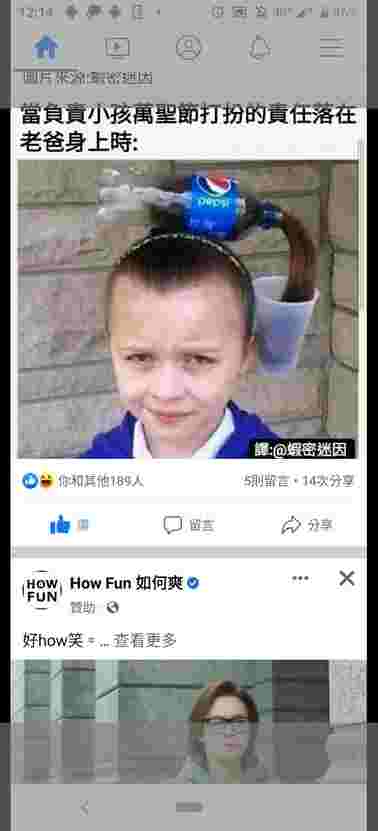 12:14
圖片來源:蝦密迷因
當負責小孩萬聖節打扮的責任落在
老爸身上時:
pepsi
譯:@蝦密迷因
你和其他189人
5則留言・14次分享
讚
留言
分享
HOW
FUN
How Fun 如何爽
贊助
好how笑。... 查看更多